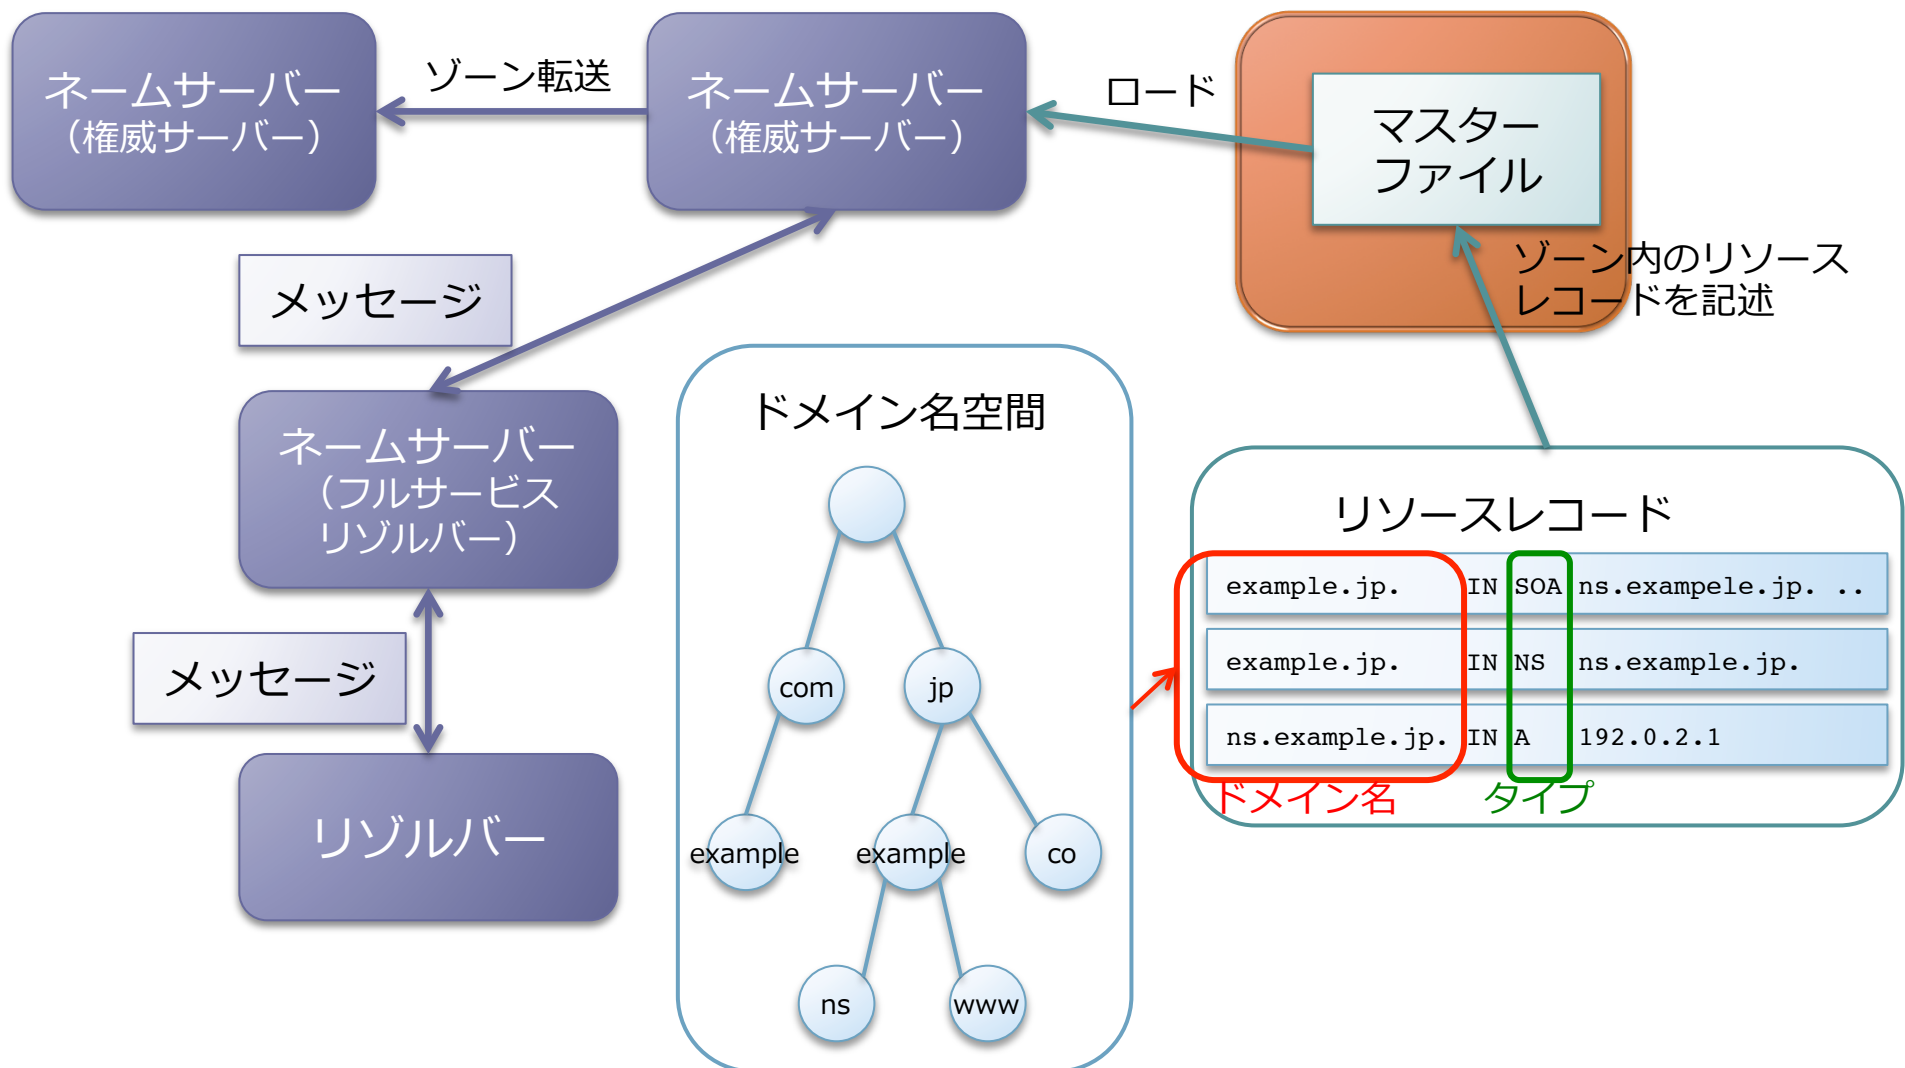 ネームサーバー
（権威サーバー）
ゾーン転送
ネームサーバー
（権威サーバー）
ロード
マスター
ファイル
ゾーン内のリソース
レコードを記述
メッセージ
ネームサーバー
（フルサービス
リゾルバー）
メッセージ
リゾルバー
ドメイン名空間
com
jp
example
example
co
ns
www
リソースレコード
example.jp. IN SOA ns.exampele.jp. ..
example.jp. IN NS ns.example.jp.
ns.example.jp. IN A 192.0.2.1
ドメイン名
タイプ